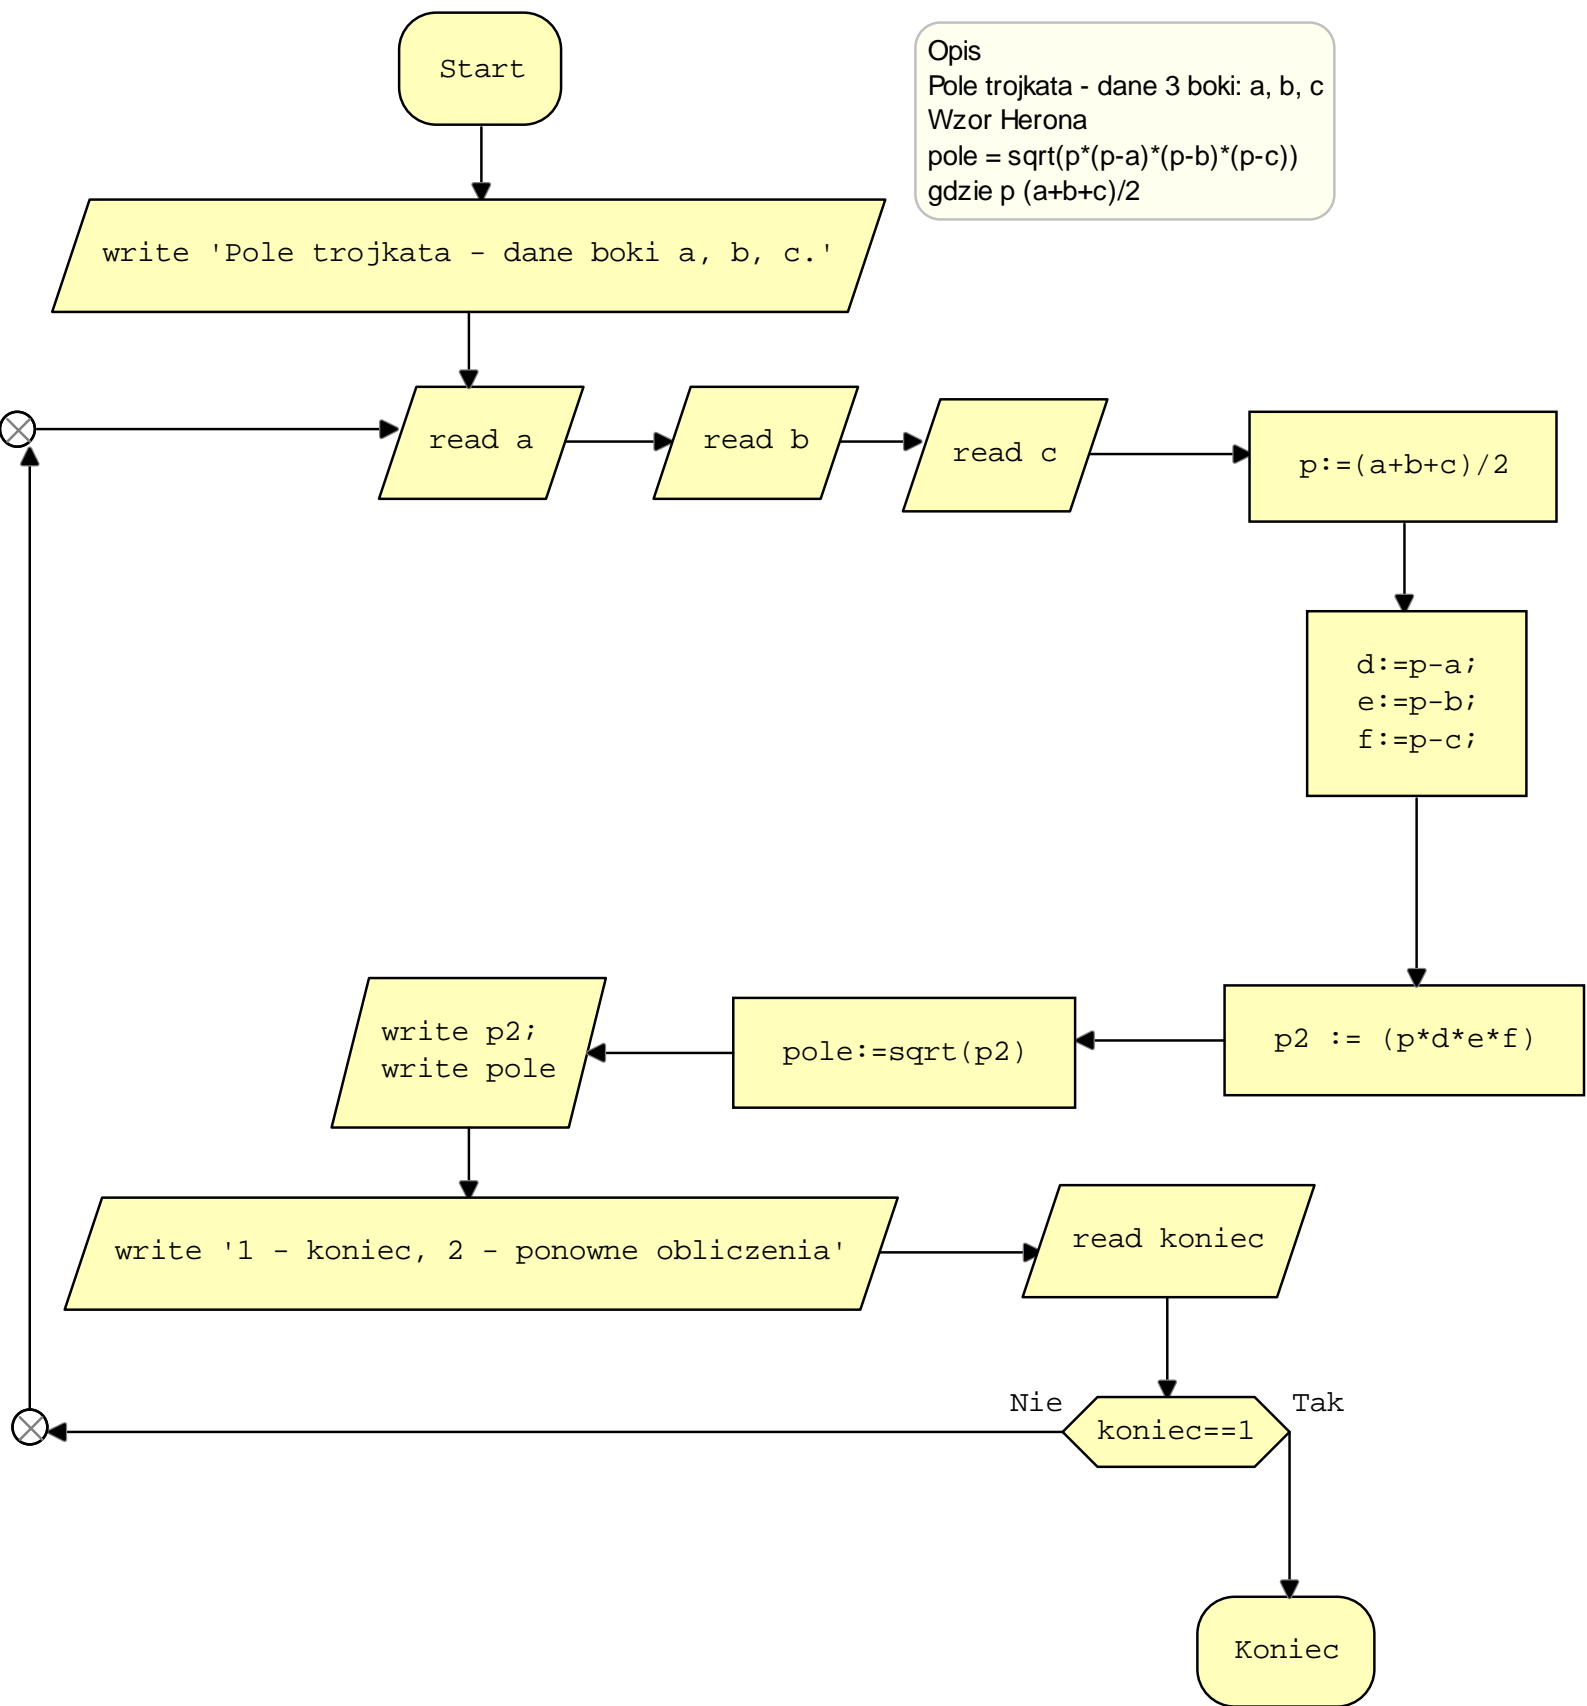 Start
Opis
Pole trojkata - dane 3 boki: a, b, c
Wzor Herona
pole = sqrt(p*(p-a)*(p-b)*(p-c))
gdzie p (a+b+c)/2
write 'Pole trojkata - dane boki a, b, c.'
read a
read b
read c
p:=(a+b+c)/2
d:=p-a;
e:=p-b;
f:=p-c;
p2 := (p*d*e*f)
pole:=sqrt(p2)
write p2;
write pole
write '1 - koniec, 2 - ponowne obliczenia'
read koniec
Nie
Tak
koniec==1
Koniec